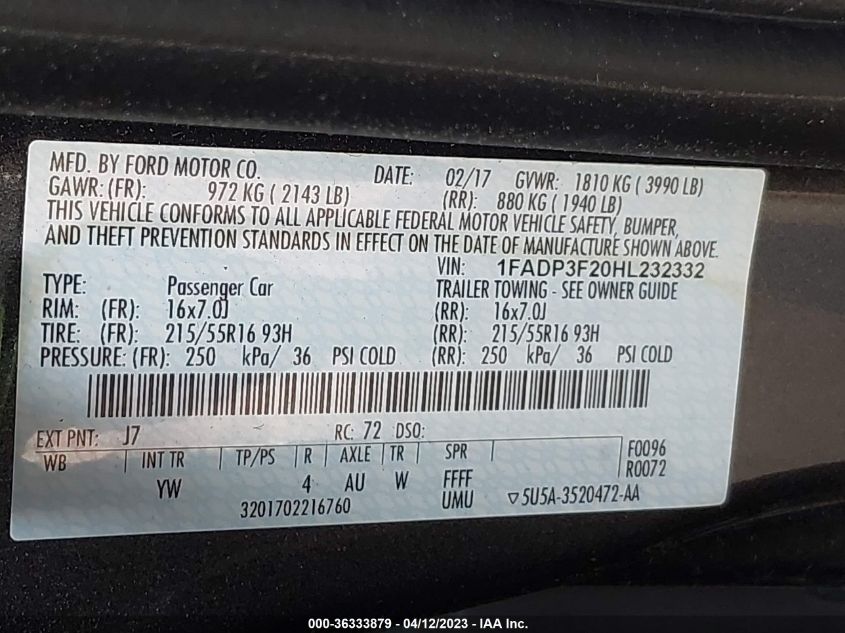 MFD. BY FORD MOTOR CO. DATE: 02/17 GVWR: 1810 KG ( 3990 LB)
GAWR: (FR): 972 KG ( 2143 LB) (RR): 880 KG ( 1940 LB)
THIS VEHICLE CONFORMS TO ALL APPLICABLE FEDERAL MOTOR VEHICLE SAFETY, BUMPER,
AND THEFT PREVENTION STANDARDS IN EFFECT ON THE DATE OF MANUFACTURE SHOWN ABOVE.
VIN: 1FADP3F20HL232332
TYPE: Passenger Car TRAILER TOWING - SEE OWNER GUIDE
RIM: (FR): 16x7.0J (RR): 16x7.0J
TIRE: (FR): 215/55R16 93H (RR): 215/55R16 93H
PRESSURE: (FR): 250 kPa/ 36 PSI COLD (RR): 250 kPa/ 36 PSI COLD
EXT PNT: J7 RC: 72 DSO:
WB INT TR TP/PS R AXLE TR SPR F0096
R0072
YW 4 AU W FFFF
UMU
3201702216760 ▽5U5A-3520472-AA
000-36333879 - 04/12/2023 - IAA Inc.